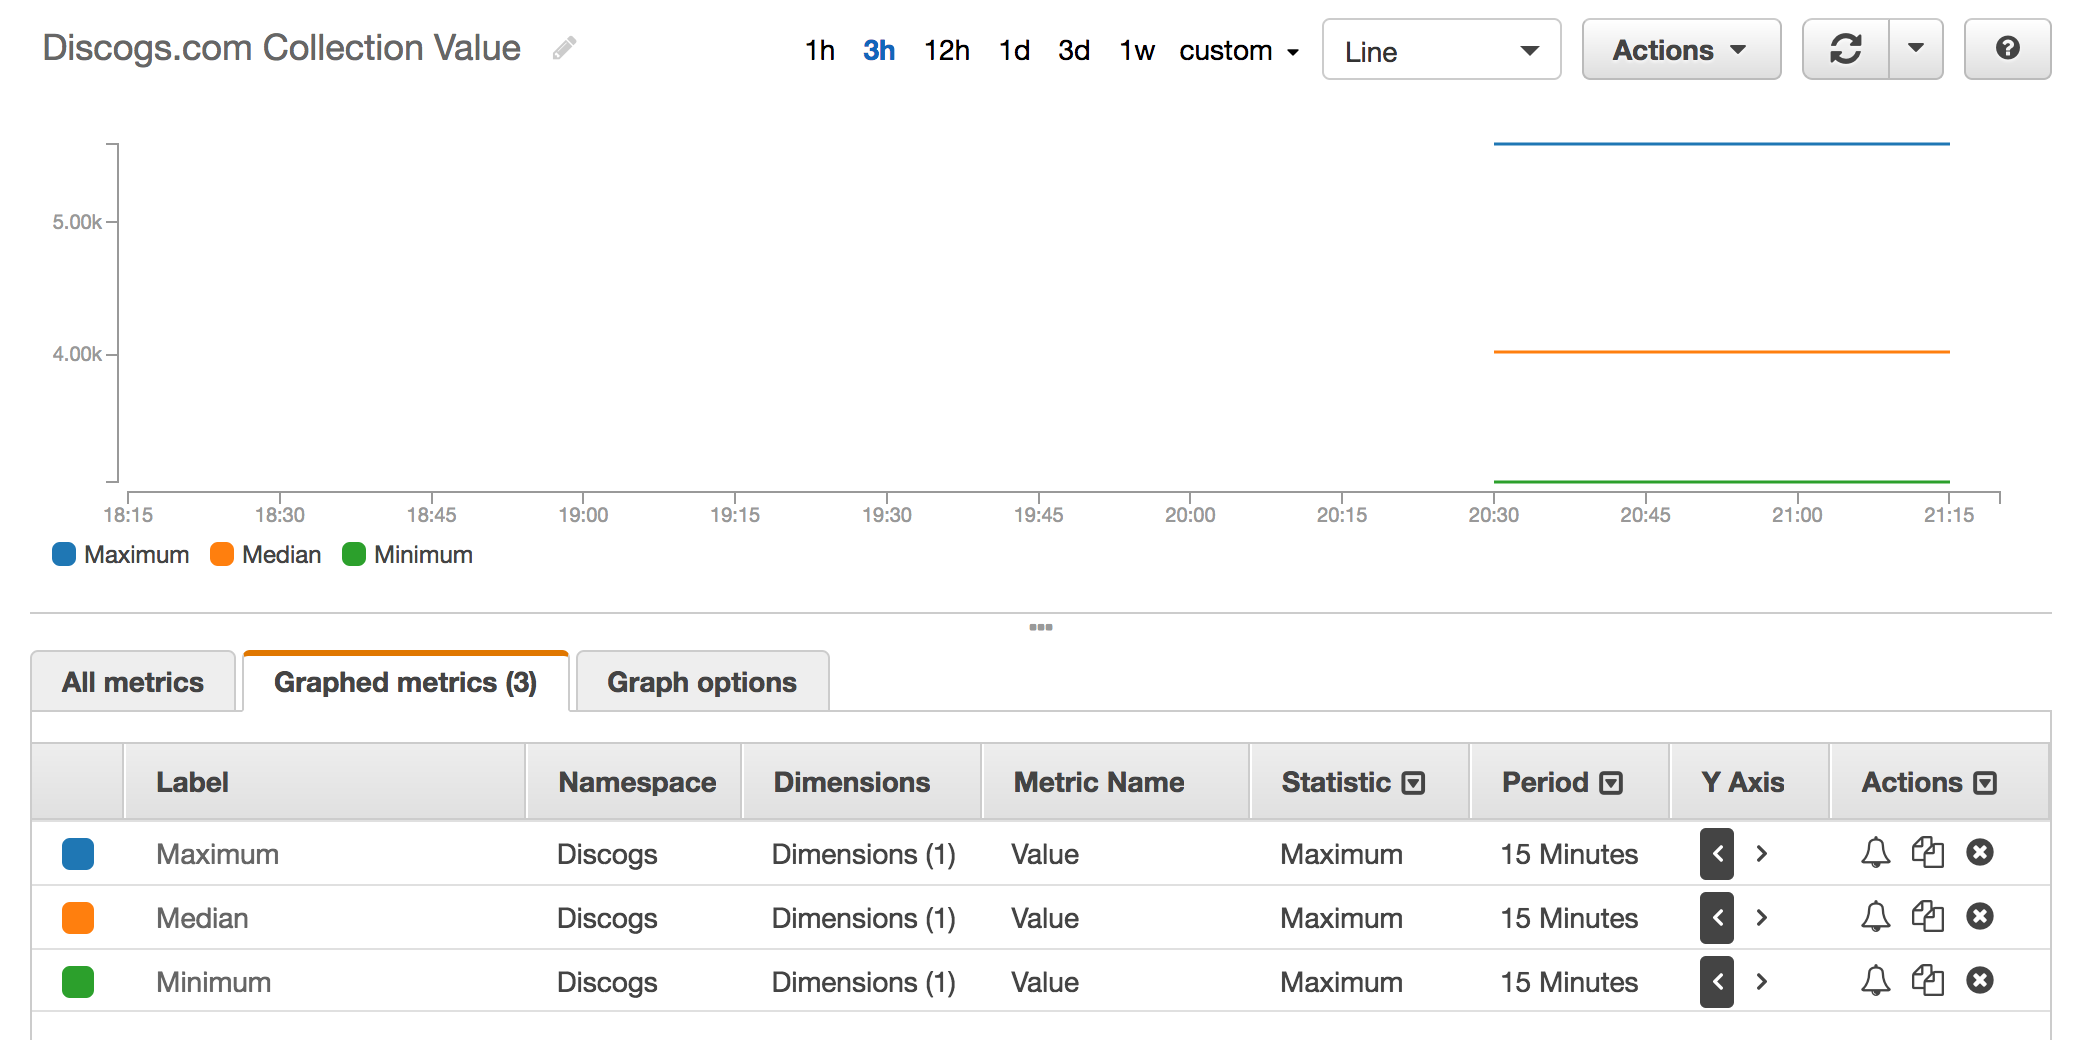 Discogs.com Collection Value 1h 3h 12h 1d 3d 1w custom Line Actions
5.00k
4.00k
18:15 18:30 18:45 19:00 19:15 19:30 19:45 20:00 20:15 20:30 20:45 21:00 21:15
Maximum Median Minimum
All metrics Graphed metrics (3) Graph options
Label Namespace Dimensions Metric Name Statistic Period Y Axis Actions
Maximum Discogs Dimensions (1) Value Maximum 15 Minutes
Median Discogs Dimensions (1) Value Maximum 15 Minutes
Minimum Discogs Dimensions (1) Value Maximum 15 Minutes